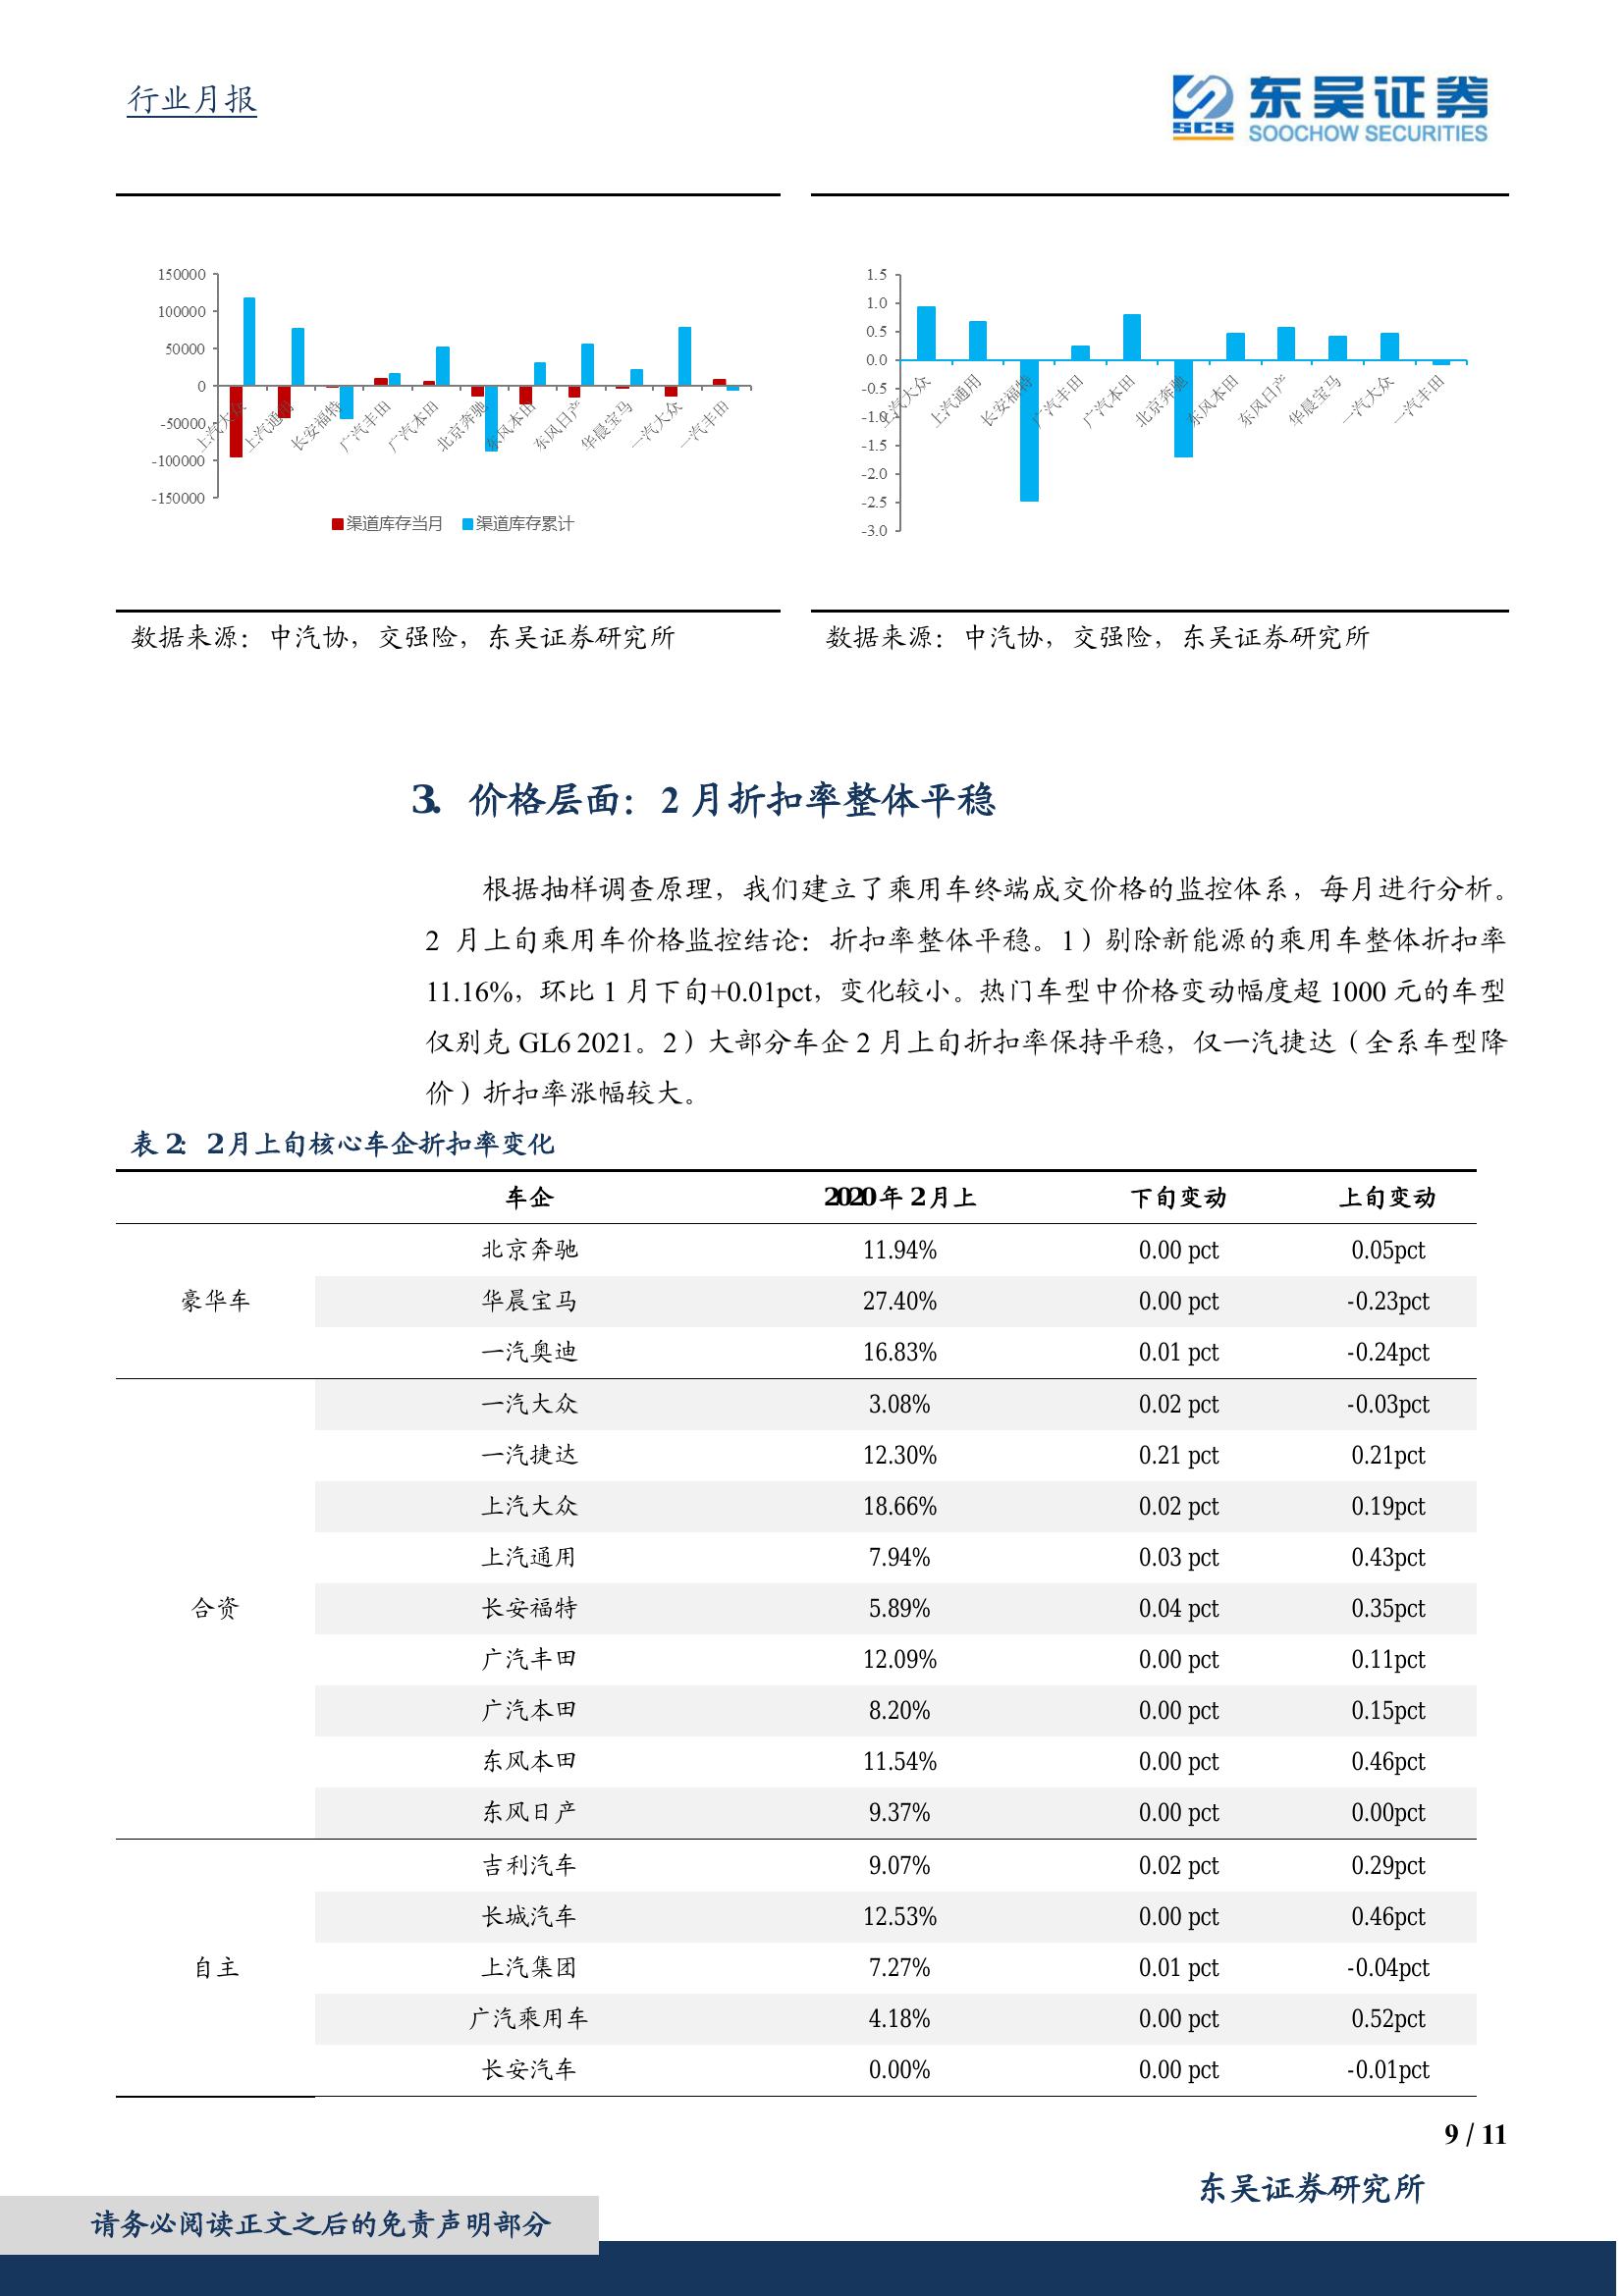 行业月报
东吴证券
SCS SOOCHOW SECURITIES
150000
100000
50000
0
-50000
-100000
-150000
上汽大众 上汽通用 长安福特 广汽丰田 广汽本田 北京奔驰 东风本田 东风日产 华晨宝马 一汽大众 一汽丰田
渠道库存当月 渠道库存累计
1.5
1.0
0.5
0.0
-0.5
-1.0
-1.5
-2.0
-2.5
-3.0
上汽大众 上汽通用 长安福特 广汽丰田 广汽本田 北京奔驰 东风本田 东风日产 华晨宝马 一汽大众 一汽丰田
数据来源：中汽协，交强险，东吴证券研究所
数据来源：中汽协，交强险，东吴证券研究所
3. 价格层面：2 月折扣率整体平稳
根据抽样调查原理，我们建立了乘用车终端成交价格的监控体系，每月进行分析。
2 月上旬乘用车价格监控结论：折扣率整体平稳。1）剔除新能源的乘用车整体折扣率
11.16%，环比 1 月下旬+0.01pct，变化较小。热门车型中价格变动幅度超 1000 元的车型
仅别克 GL6 2021。2）大部分车企 2 月上旬折扣率保持平稳，仅一汽捷达（全系车型降
价）折扣率涨幅较大。
表 2：2 月上旬核心车企折扣率变化
车企 2020 年 2 月上 下旬变动 上旬变动
北京奔驰 11.94% 0.00 pct 0.05pct
豪华车 华晨宝马 27.40% 0.00 pct -0.23pct
一汽奥迪 16.83% 0.01 pct -0.24pct
一汽大众 3.08% 0.02 pct -0.03pct
一汽捷达 12.30% 0.21 pct 0.21pct
上汽大众 18.66% 0.02 pct 0.19pct
上汽通用 7.94% 0.03 pct 0.43pct
合资 长安福特 5.89% 0.04 pct 0.35pct
广汽丰田 12.09% 0.00 pct 0.11pct
广汽本田 8.20% 0.00 pct 0.15pct
东风本田 11.54% 0.00 pct 0.46pct
东风日产 9.37% 0.00 pct 0.00pct
吉利汽车 9.07% 0.02 pct 0.29pct
长城汽车 12.53% 0.00 pct 0.46pct
自主 上汽集团 7.27% 0.01 pct -0.04pct
广汽乘用车 4.18% 0.00 pct 0.52pct
长安汽车 0.00% 0.00 pct -0.01pct
9 / 11
东吴证券研究所
请务必阅读正文之后的免责声明部分